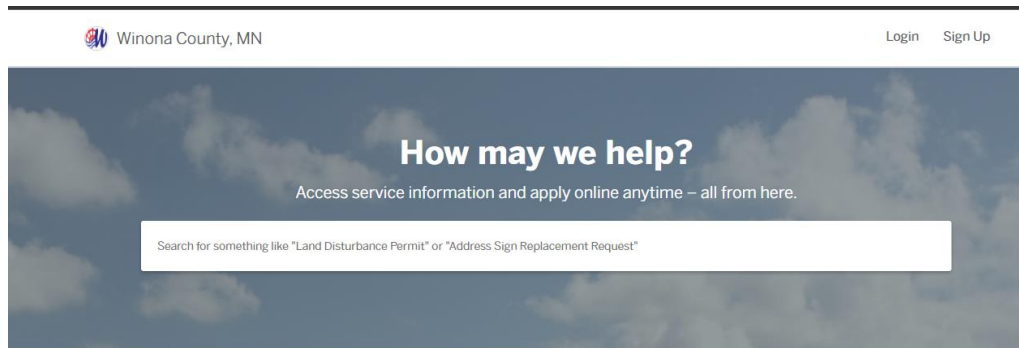 Winona County, MN
Login Sign Up
How may we help?
Access service information and apply online anytime – all from here.
Search for something like "Land Disturbance Permit" or "Address Sign Replacement Request"